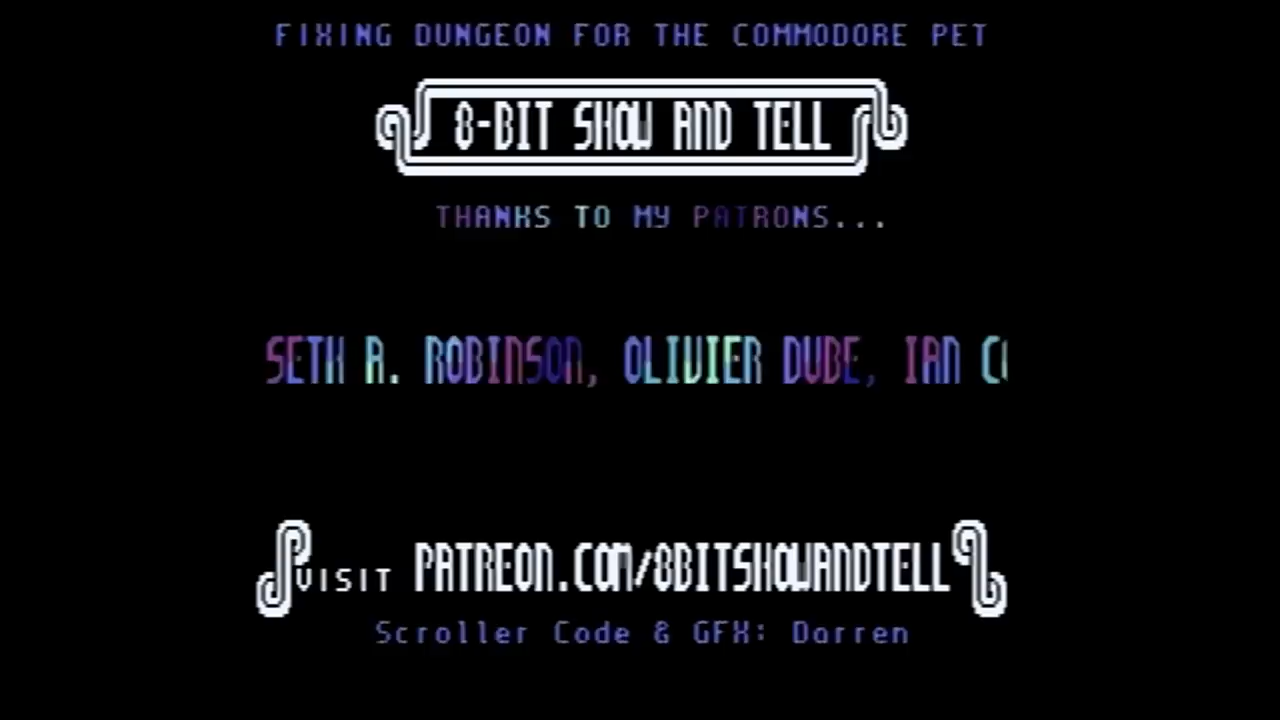 FIXING DUNGEON FOR THE COMMODORE PET
8-BIT SHOW AND TELL
THANKS TO MY PATRONS...
SETH A. ROBINSON, OLIVIER DUBE, IAN
VISIT PATREON.COM/8BITSHOWANDTELL
Scroller Code & GFX: Darren